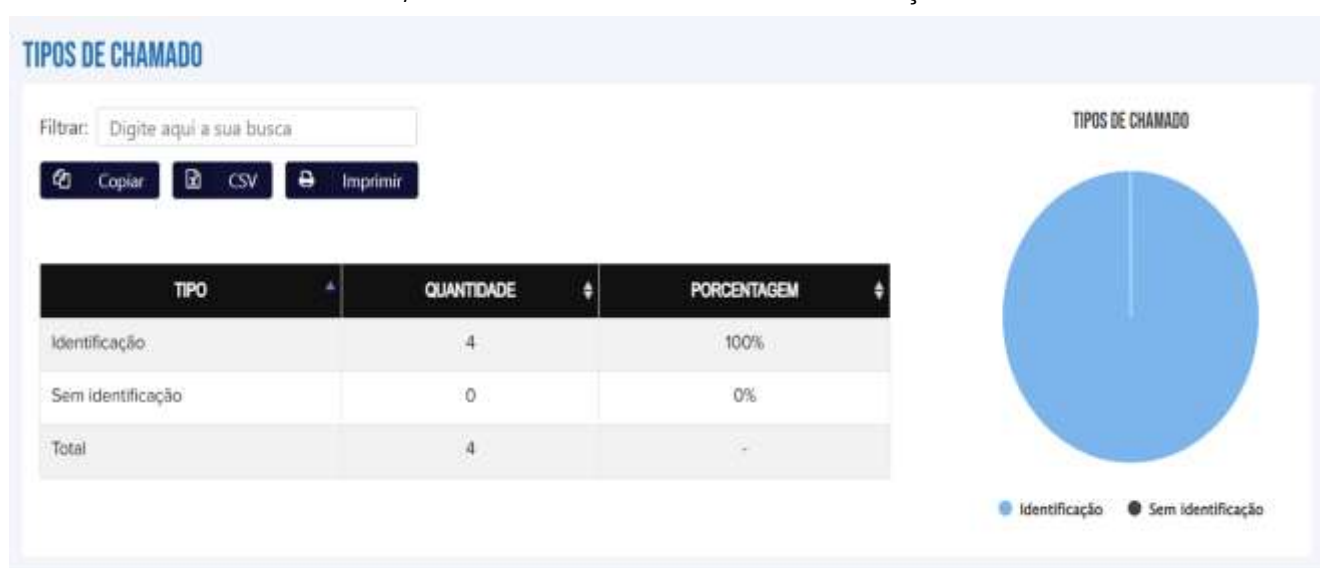 TIPOS DE CHAMADO
Filtrar: Digite aqui a sua busca
Copiar CSV Imprimir
TIPO QUANTIDADE PORCENTAGEM
Identificação 4 100%
Sem identificação 0 0%
Total 4 -
TIPOS DE CHAMADO
Identificação Sem identificação